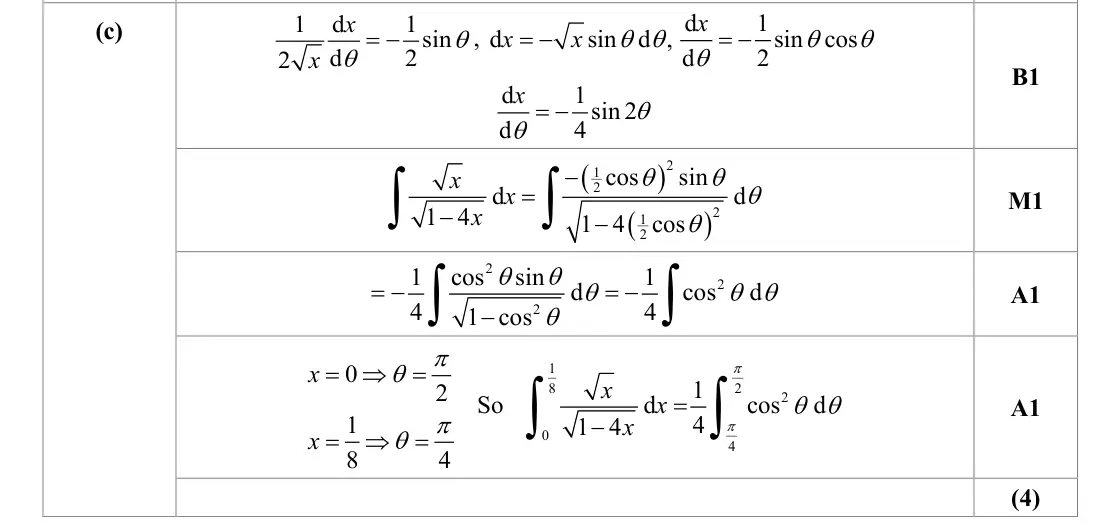 (c)
1/(2√x) dx/dθ = −1/2 sin θ, dx = −√x sin θ dθ, dx/dθ = −1/2 sin θ cos θ
dx/dθ = −1/4 sin 2θ
B1
∫ √x/√(1−4x) dx = ∫ −(1/2 cos θ)² sin θ/√(1−4(1/2 cos θ)²) dθ
M1
= −1/4 ∫ cos² θ sin θ/√(1−cos² θ) dθ = −1/4 ∫ cos² θ dθ
A1
x = 0 ⇒ θ = π/2
x = 1/8 ⇒ θ = π/4
So ∫₀^(1/8) √x/√(1−4x) dx = 1/4 ∫_(π/4)^(π/2) cos² θ dθ
A1
(4)